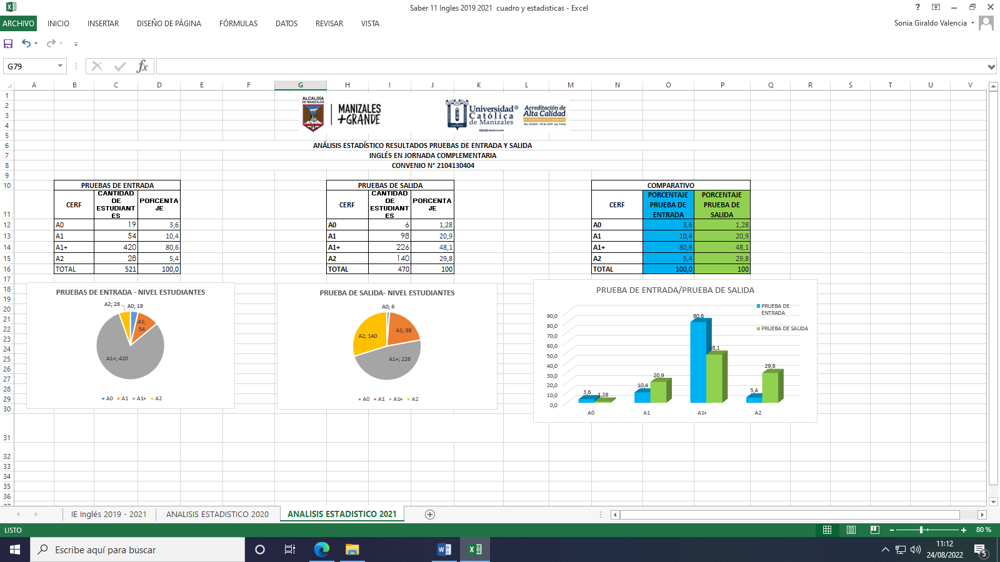 Saber 11 Ingles 2019 2021  cuadro y estadisticas - Excel
ARCHIVO INICIO INSERTAR DISEÑO DE PÁGINA FÓRMULAS DATOS REVISAR VISTA
Sonia Giraldo Valencia
G79
fx
A B C D E F G H I J K L M N O P Q R S T U V
1
2
3
4
5
6
7
8
9
10
11
12
13
14
15
16
17
18
19
20
21
22
23
24
25
26
27
28
29
30
31
32
33
34
35
36
37
ALCALDÍA
DE MANIZALES
MANIZALES
+GRANDE
Universidad®
Católica
de Manizales
Acreditación de
Alta Calidad
ANÁLISIS ESTADÍSTICO RESULTADOS PRUEBAS DE ENTRADA Y SALIDA
INGLÉS EN JORNADA COMPLEMENTARIA
CONVENIO N° 2104130404
PRUEBAS DE ENTRADA
CERF
CANTIDAD
DE
ESTUDIANT
ES
PORCENTA
JE
A0 19 3,6
A1 54 10,4
A1+ 420 80,6
A2 28 5,4
TOTAL 521 100,0
PRUEBAS DE SALIDA
CERF
CANTIDAD
DE
ESTUDIANT
ES
PORCENTA
JE
A0 6 1,28
A1 98 20,9
A1+ 226 48,1
A2 140 29,8
TOTAL 470 100
COMPARATIVO
CERF
PORCENTAJE
PRUEBA DE
ENTRADA
PORCENTAJE
PRUEBA DE
SALIDA
A0 3,6 1,28
A1 10,4 20,9
A1+ 80,6 48,1
A2 5,4 29,8
TOTAL 100,0 100
PRUEBAS DE ENTRADA - NIVEL ESTUDIANTES
A2; 28 A0; 19
A1;
54
A1+; 420
A0 A1 A1+ A2
PRUEBA DE SALIDA- NIVEL ESTUDIANTES
A0; 6
A1; 98
A2; 140
A1+; 226
A0 A1 A1+ A2
PRUEBA DE ENTRADA/PRUEBA DE SALIDA
PRUEBA DE
ENTRADA
PRUEBA DE SALIDA
90,0
80,0
70,0
60,0
50,0
40,0
30,0
20,0
10,0
0,0
3,6 1,28
10,4 20,9
80,6 48,1
5,4 29,8
A0 A1 A1+ A2
IE Inglés 2019 - 2021 ANALISIS ESTADISTICO 2020 ANALISIS ESTADISTICO 2021
LISTO
80 %
Escribe aquí para buscar
11:12
24/08/2022
5